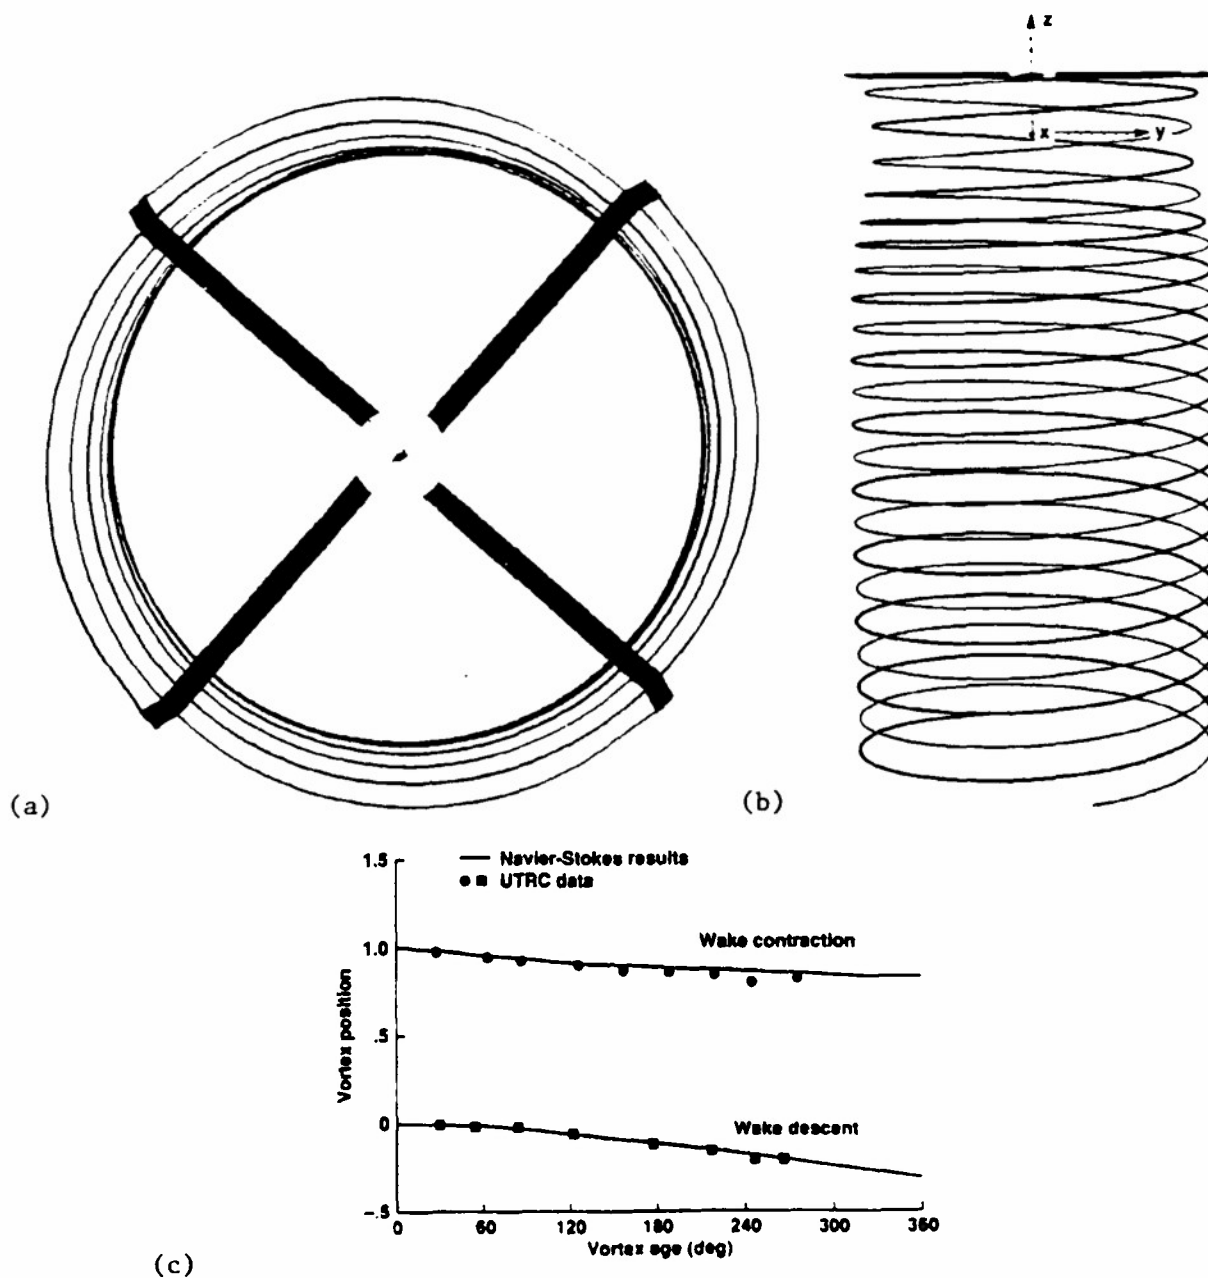 z
x
y
(a)
(b)
1.5
Navier-Stokes results
UTRC data
Wake contraction
1.0
Vortex position
.5
0
Wake descent
-.5
0 60 120 180 240 300 360
Vortex age (deg)
(c)